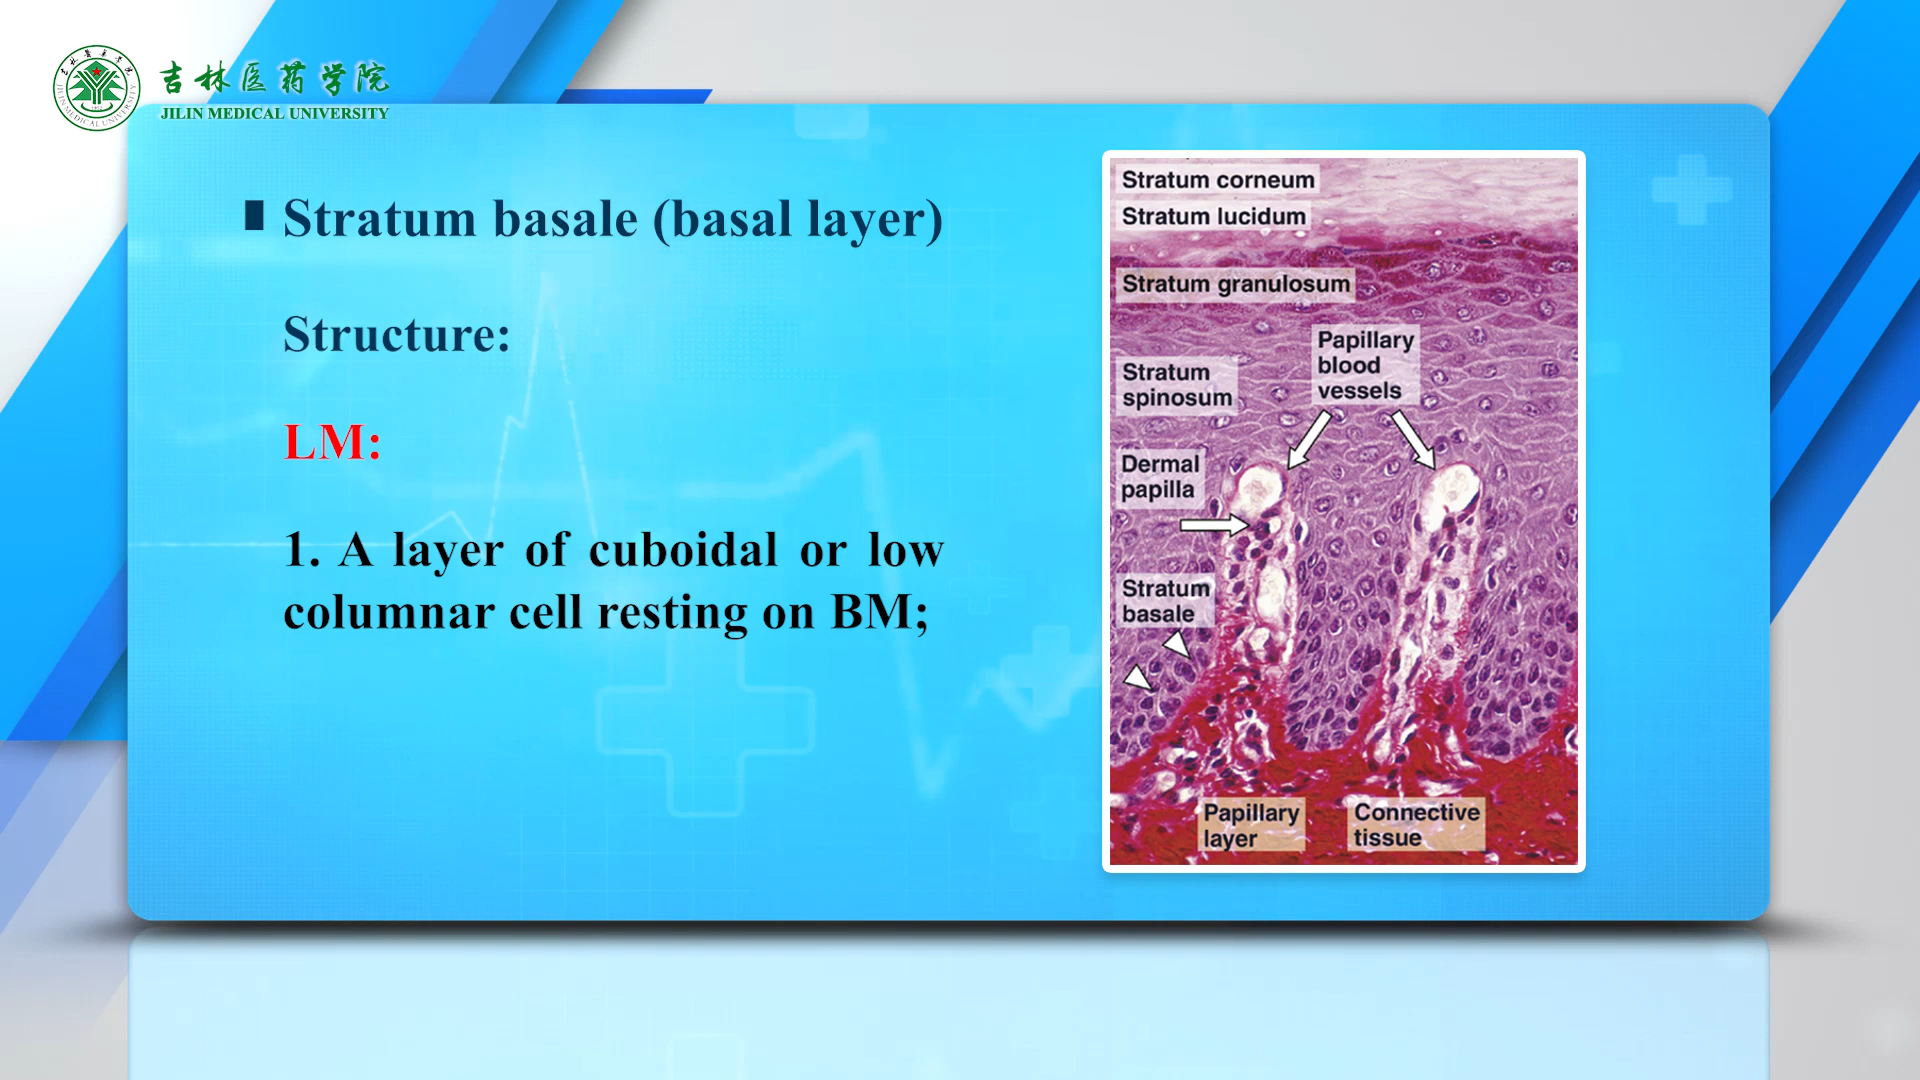 吉林医药学院
JILIN MEDICAL UNIVERSITY
Stratum basale (basal layer)
Structure:
LM:
1. A layer of cuboidal or low
columnar cell resting on BM;
Stratum corneum
Stratum lucidum
Stratum granulosum
Papillary
blood
vessels
Stratum
spinosum
Dermal
papilla
Stratum
basale
Papillary
layer
Connective
tissue